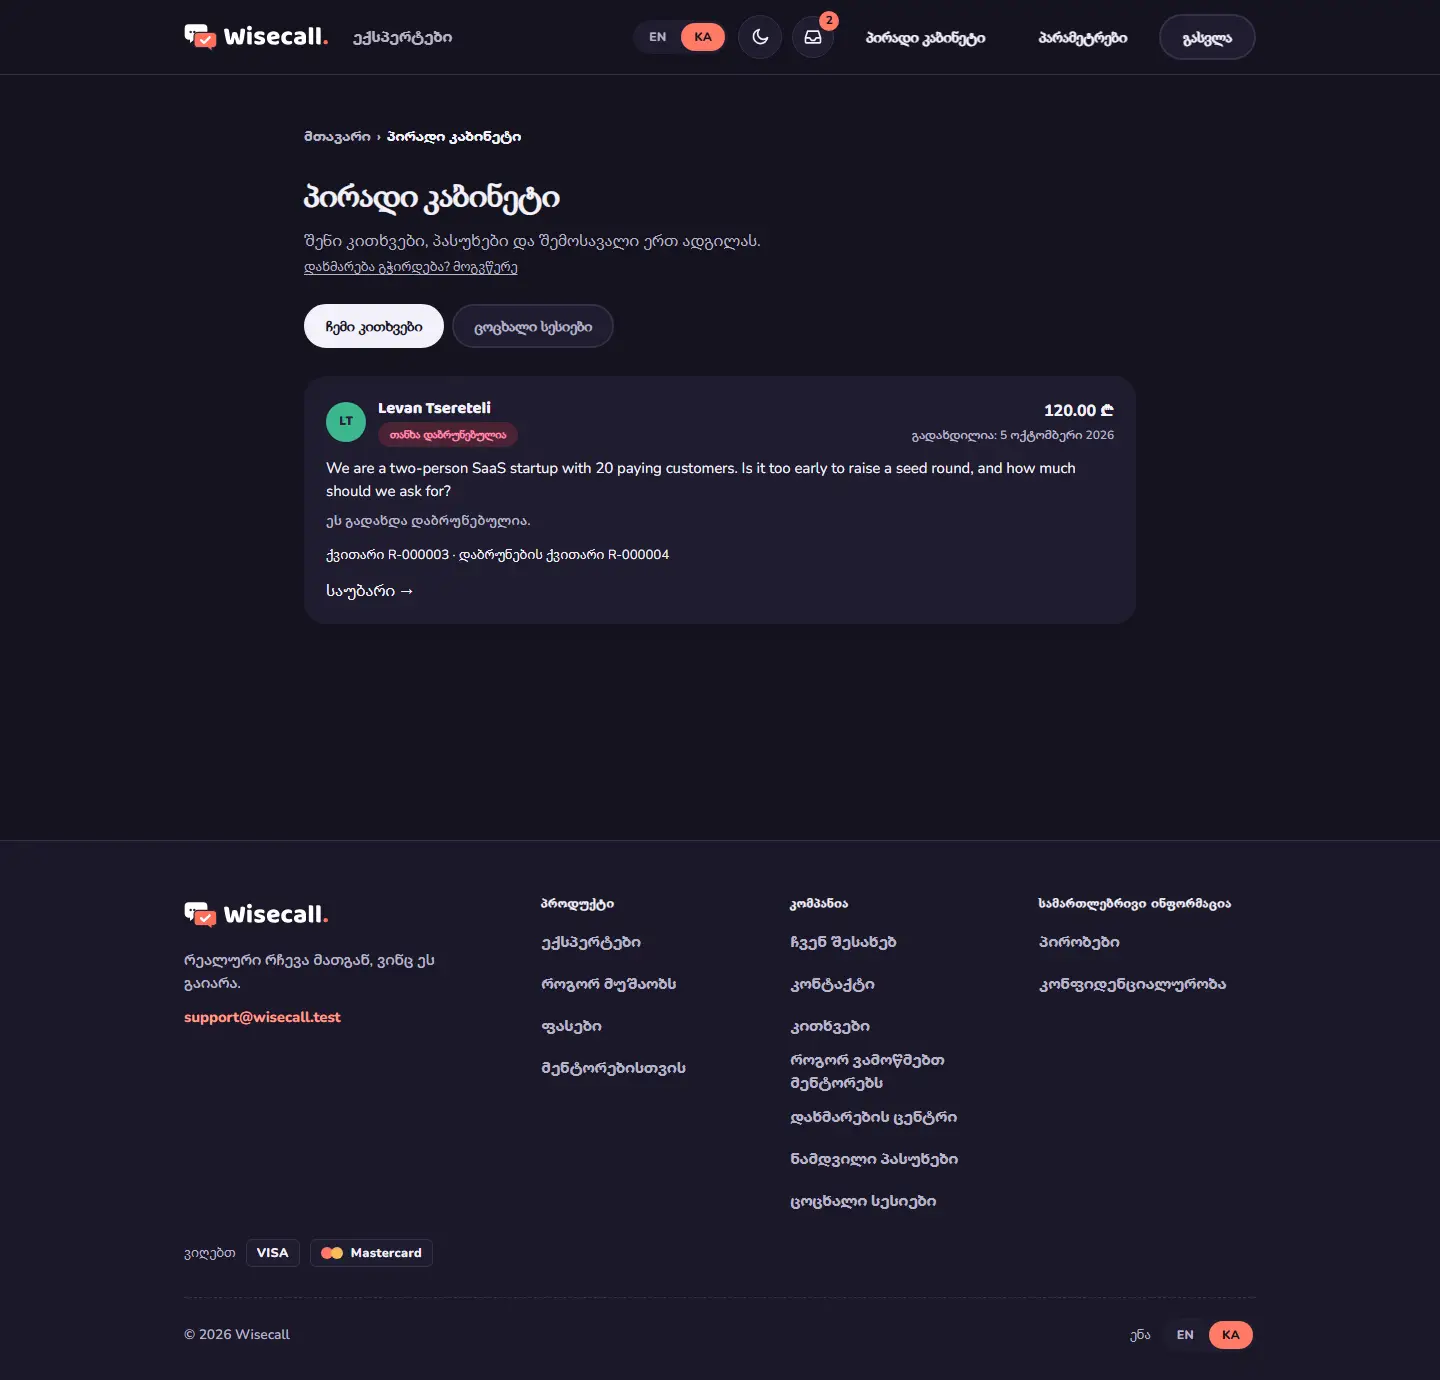 Wisecall.
ექსპერტები
EN KA
2
პირადი კაბინეტი
პარამეტრები
გასვლა
მთავარი › პირადი კაბინეტი
პირადი კაბინეტი
შენი კითხვები, პასუხები და შემოსავალი ერთ ადგილას.
დახმარება გჭირდება? მოგვწერე
ჩემი კითხვები
ცოცხალი სესიები
LT
Levan Tsereteli
თანხა დაბრუნებულია
120.00 ₾
გადახდილია: 5 ოქტომბერი 2026
We are a two-person SaaS startup with 20 paying customers. Is it too early to raise a seed round, and how much
should we ask for?
ეს გადახდა დაბრუნებულია.
ქვითარი R-000003 · დაბრუნების ქვითარი R-000004
საუბარი →
Wisecall.
რეალური რჩევა მათგან, ვინც ეს
გაიარა.
support@wisecall.test
პროდუქტი
ექსპერტები
როგორ მუშაობს
ფასები
მენტორებისთვის
კომპანია
ჩვენ შესახებ
კონტაქტი
კითხვები
როგორ ვამოწმებთ
მენტორებს
დახმარების ცენტრი
ნამდვილი პასუხები
ცოცხალი სესიები
სამართლებრივი ინფორმაცია
პირობები
კონფიდენციალურობა
ვიღებთ VISA Mastercard
© 2026 Wisecall
ენა EN KA